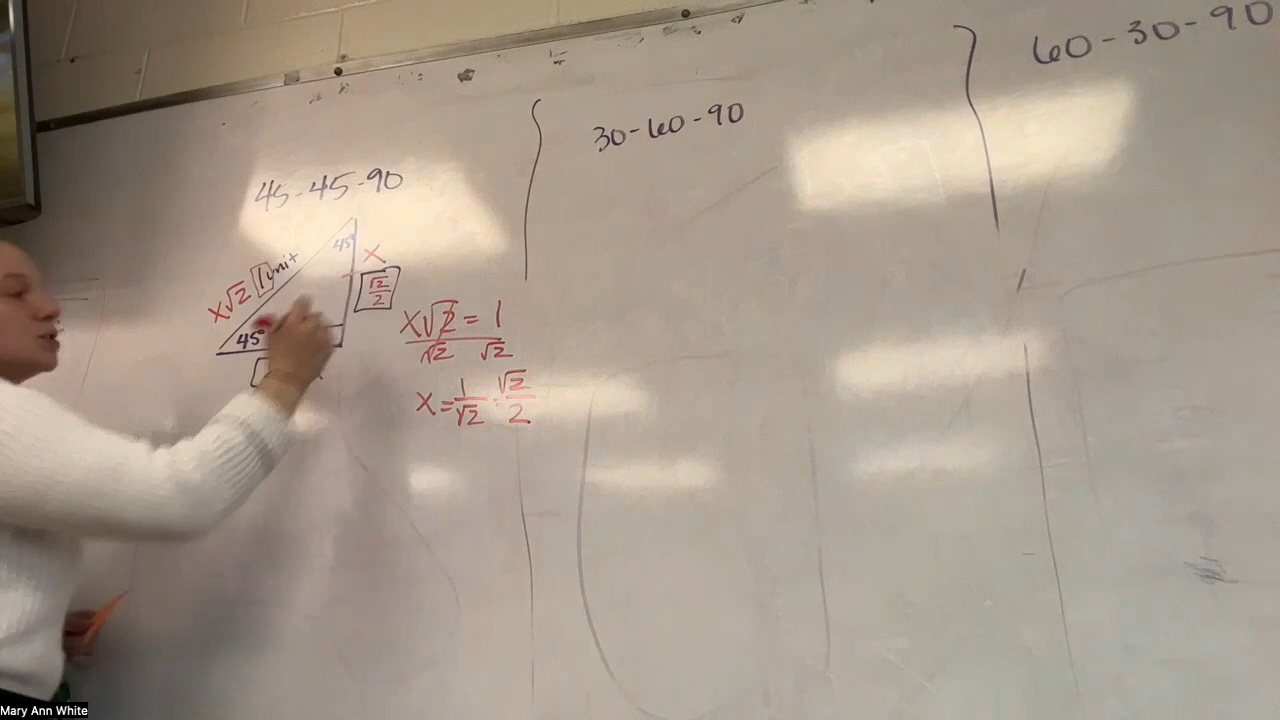 60-30-90
30-60-90
45-45-90
45°
x
x√2 1 unit
√2/2
45°
x√2 = 1
√2 √2
x = 1/√2 · √2/2
Mary Ann White